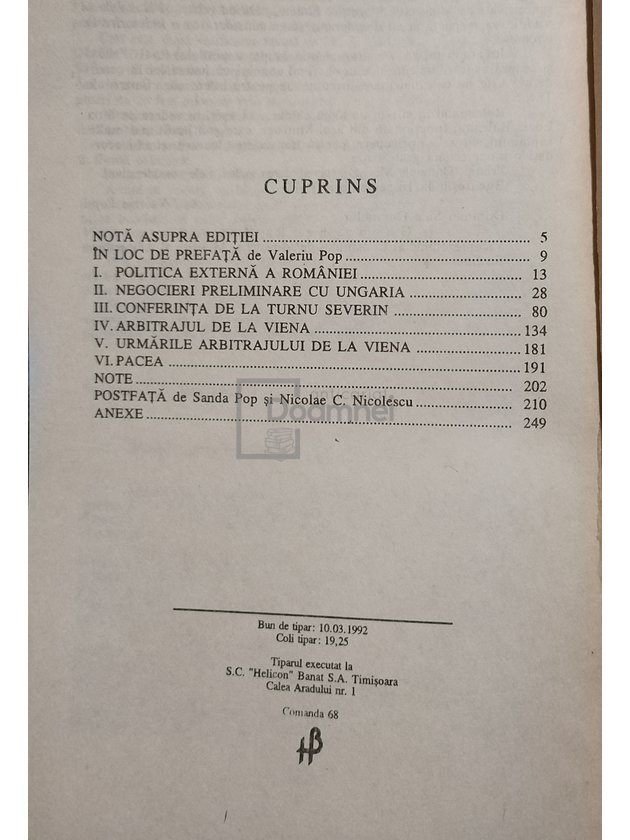 CUPRINS
NOTĂ ASUPRA EDIȚIEI ........ 5
ÎN LOC DE PREFAȚĂ de Valeriu Pop ........ 9
I. POLITICA EXTERNĂ A ROMÂNIEI ........ 13
II. NEGOCIERI PRELIMINARE CU UNGARIA ........ 28
III. CONFERINȚA DE LA TURNU SEVERIN ........ 80
IV. ARBITRAJUL DE LA VIENA ........ 134
V. URMĂRILE ARBITRAJULUI DE LA VIENA ........ 181
VI. PACEA ........ 191
NOTE ........ 202
POSTFAȚĂ de Sanda Pop și Nicolae C. Nicolescu ........ 210
ANEXE ........ 249
Bun de tipar: 10.03.1992
Coli tipar: 19,25
Tiparul executat la
S.C. "Helicon" Banat S.A. Timișoara
Calea Aradului nr. 1
Comanda 68